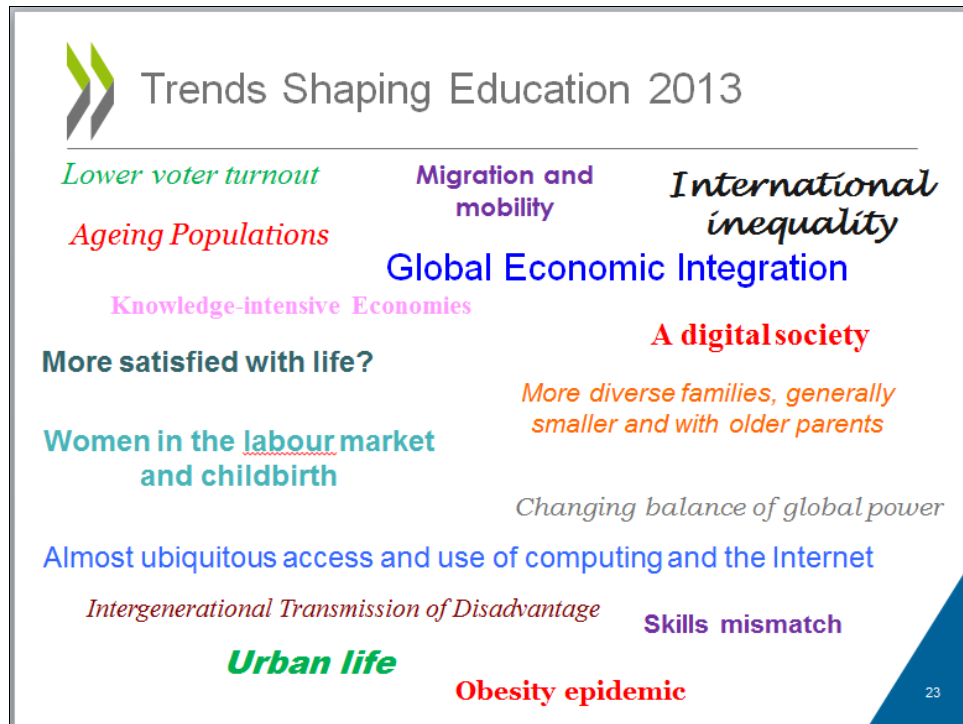 Trends Shaping Education 2013
Lower voter turnout
Migration and
mobility
International
inequality
Ageing Populations
Global Economic Integration
Knowledge-intensive Economies
A digital society
More satisfied with life?
More diverse families, generally
smaller and with older parents
Women in the labour market
and childbirth
Changing balance of global power
Almost ubiquitous access and use of computing and the Internet
Intergenerational Transmission of Disadvantage
Skills mismatch
Urban life
Obesity epidemic
23